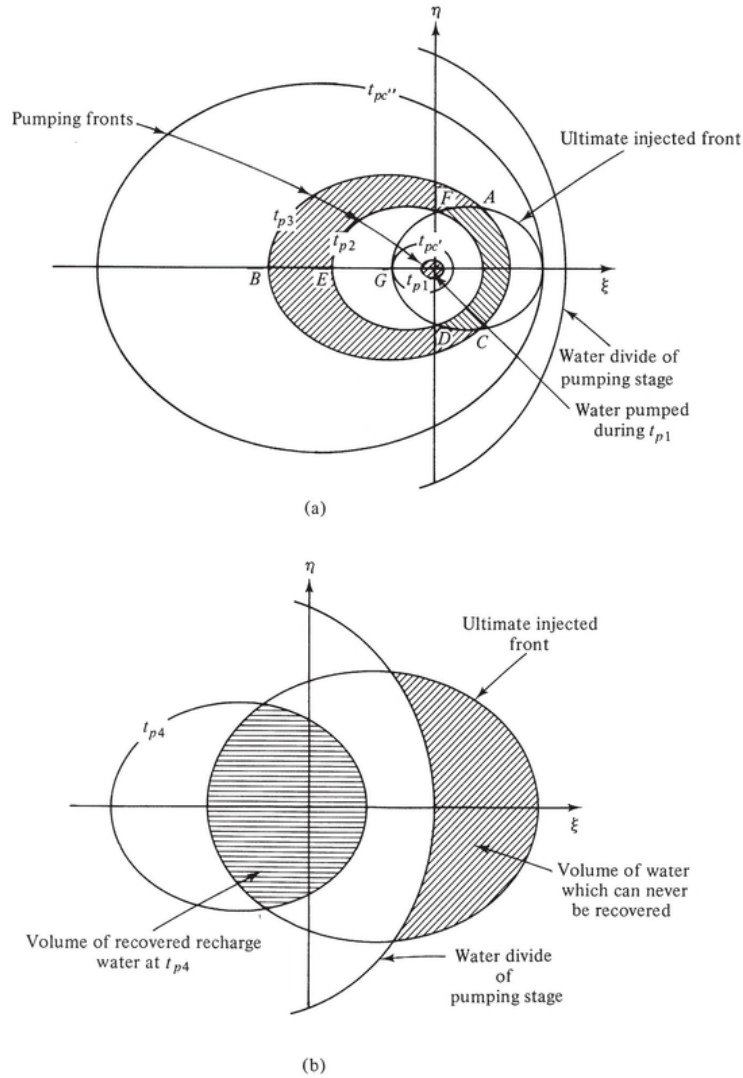 η
t_pc''
Pumping fronts
Ultimate injected front
F
A
t_p3
t_p2
t_pc'
t_p1
B
E
G
ξ
D
C
Water divide of
pumping stage
Water pumped
during t_p1
(a)
η
Ultimate injected
front
t_p4
ξ
Volume of water
which can never
be recovered
Volume of recovered recharge
water at t_p4
Water divide
of
pumping stage
(b)